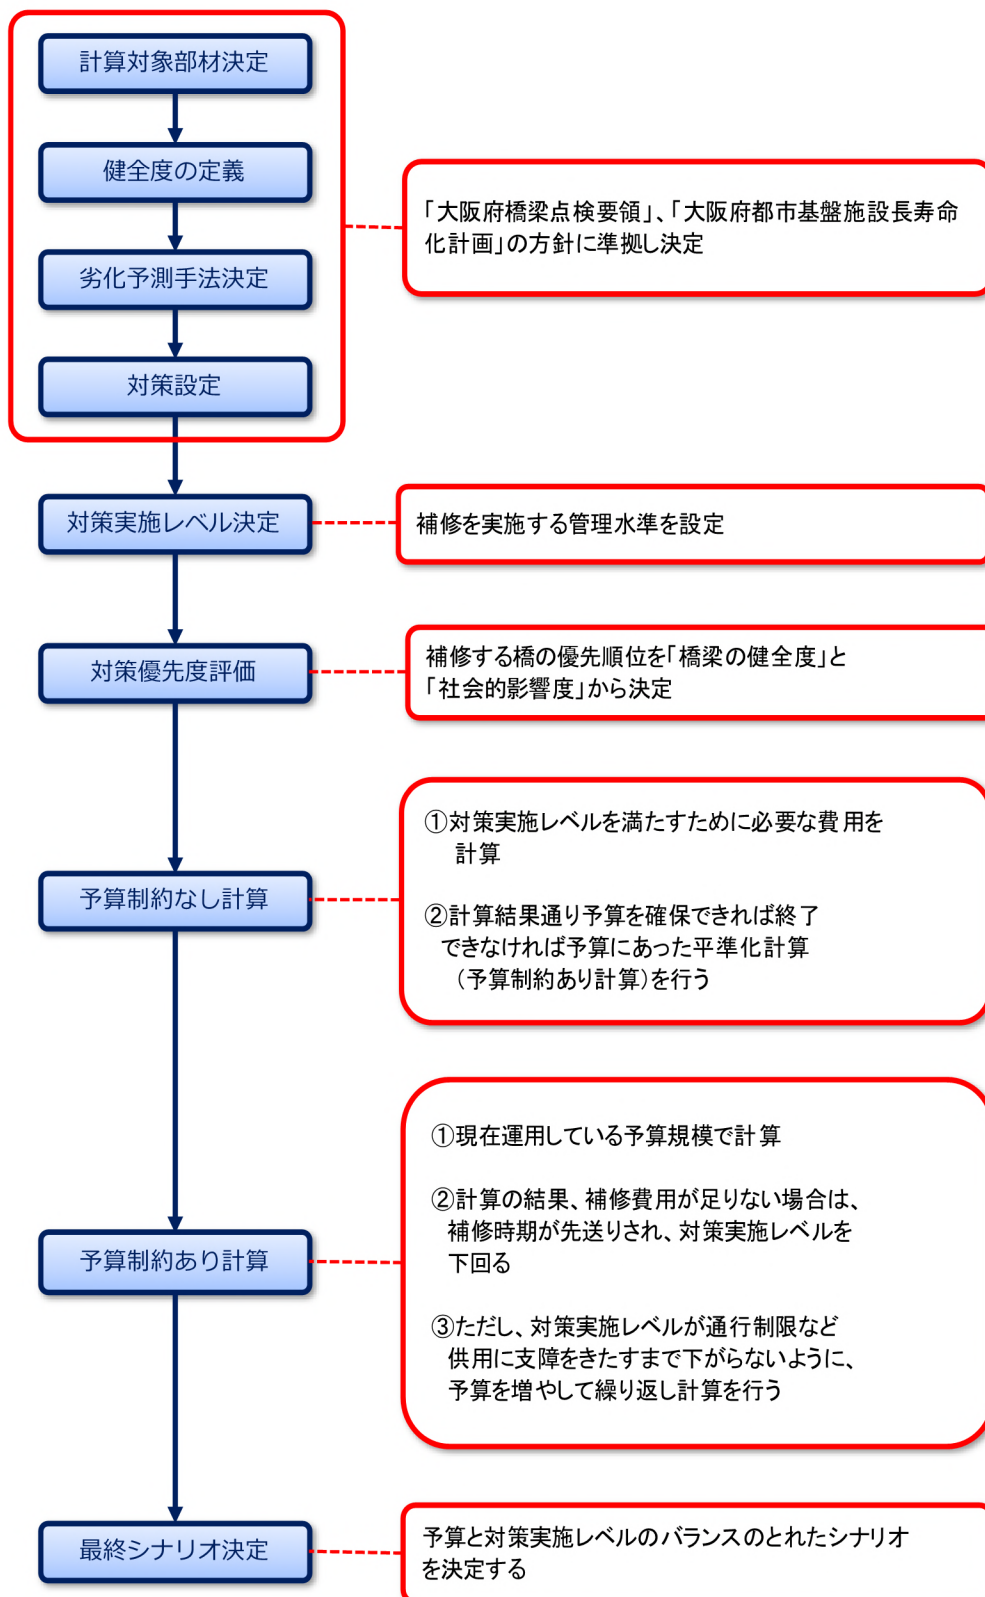 計算対象部材決定
健全度の定義
劣化予測手法決定
対策設定
「大阪府橋梁点検要領」、「大阪府都市基盤施設長寿命
化計画」の方針に準拠し決定
対策実施レベル決定
補修を実施する管理水準を設定
対策優先度評価
補修する橋の優先順位を「橋梁の健全度」と
「社会的影響度」から決定
予算制約なし計算
①対策実施レベルを満たすために必要な費用を
計算
②計算結果通り予算を確保できれば終了
できなければ予算にあった平準化計算
（予算制約あり計算）を行う
予算制約あり計算
①現在運用している予算規模で計算
②計算の結果、補修費用が足りない場合は、
補修時期が先送りされ、対策実施レベルを
下回る
③ただし、対策実施レベルが通行制限など
供用に支障をきたすまで下がらないように、
予算を増やして繰り返し計算を行う
最終シナリオ決定
予算と対策実施レベルのバランスのとれたシナリオ
を決定する